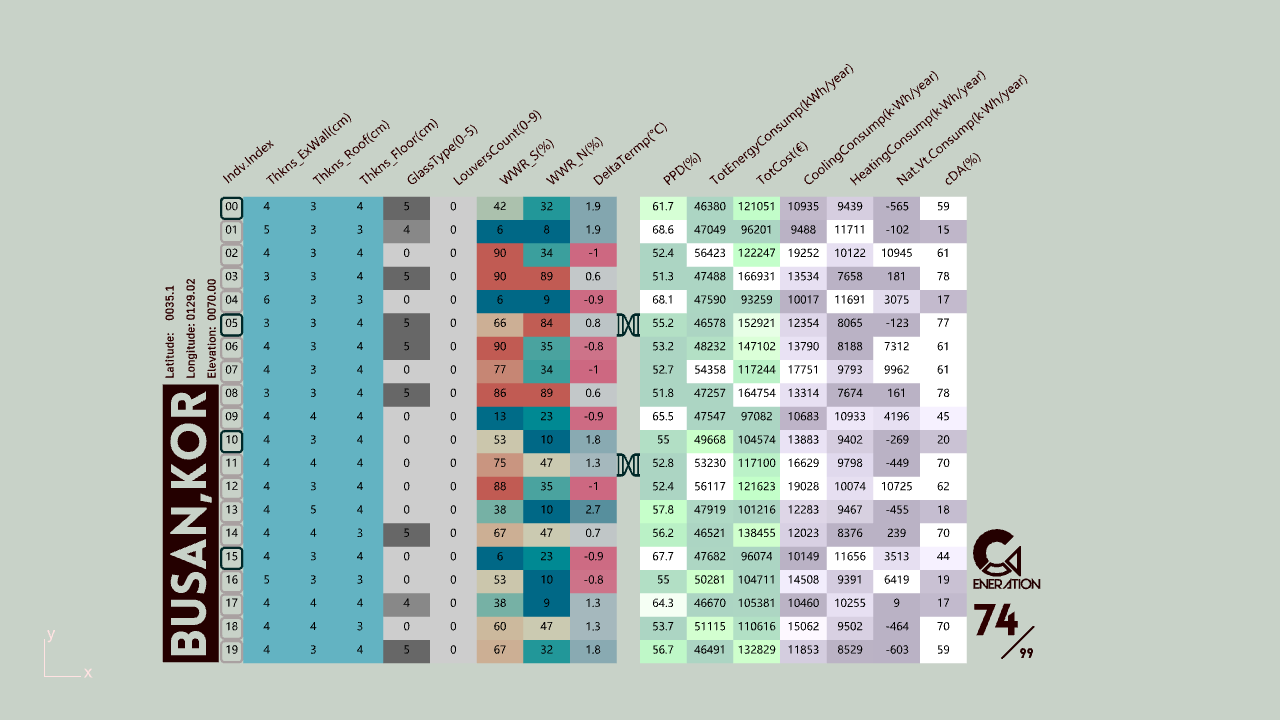 Indv.Index Thkns_ExWall(cm) Thkns_Roof(cm) Thkns_Floor(cm) GlassType(0-5) LouversCount(0-9) WWR_S(%) WWR_N(%) DeltaTermp(°C) PPD(%) TotEnergyConsump(kWh/year) TotCost(€) CoolingConsump(k·Wh/year) HeatingConsump(k·Wh/year) Nat.Vt.Consump(k·Wh/year) cDA(%)
00 4 3 4 5 0 42 32 1.9 61.7 46380 121051 10935 9439 -565 59
01 5 3 3 4 0 6 8 1.9 68.6 47049 96201 9488 11711 -102 15
02 4 3 4 0 0 90 34 -1 52.4 56423 122247 19252 10122 10945 61
03 3 3 4 5 0 90 89 0.6 51.3 47488 166931 13534 7658 181 78
04 6 3 3 0 0 6 9 -0.9 68.1 47590 93259 10017 11691 3075 17
05 3 3 4 5 0 66 84 0.8 55.2 46578 152921 12354 8065 -123 77
06 4 3 4 5 0 90 35 -0.8 53.2 48232 147102 13790 8188 7312 61
07 4 3 4 0 0 77 34 -1 52.7 54358 117244 17751 9793 9962 61
08 3 3 4 5 0 86 89 0.6 51.8 47257 164754 13314 7674 161 78
09 4 4 4 0 0 13 23 -0.9 65.5 47547 97082 10683 10933 4196 45
10 4 3 4 0 0 53 10 1.8 55 49668 104574 13883 9402 -269 20
11 4 4 4 0 0 75 47 1.3 52.8 53230 117100 16629 9798 -449 70
12 4 3 4 0 0 88 35 -1 52.4 56117 121623 19028 10074 10725 62
13 4 5 4 0 0 38 10 2.7 57.8 47919 101216 12283 9467 -455 18
14 4 4 3 5 0 67 47 0.7 56.2 46521 138455 12023 8376 239 70
15 4 3 4 0 0 6 23 -0.9 67.7 47682 96074 10149 11656 3513 44
16 5 3 3 0 0 53 10 -0.8 55 50281 104711 14508 9391 6419 19
17 4 4 4 4 0 38 9 1.3 64.3 46670 105381 10460 10255 9 17
18 4 4 3 0 0 60 47 1.3 53.7 51115 110616 15062 9502 -464 70
19 4 3 4 5 0 67 32 1.8 56.7 46491 132829 11853 8529 -603 59
Latitude: 0035.1
Longitude: 0129.02
Elevation: 0070.00
BUSAN,KOR
ENERATION
74/99
y
x